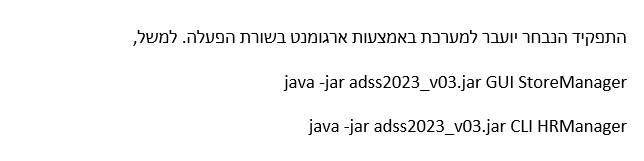 התפקיד הנבחר יועבר למערכת באמצעות ארגומנט בשורת הפעלה. למשל,
java -jar adss2023_v03.jar GUI StoreManager
java -jar adss2023_v03.jar CLI HRManager